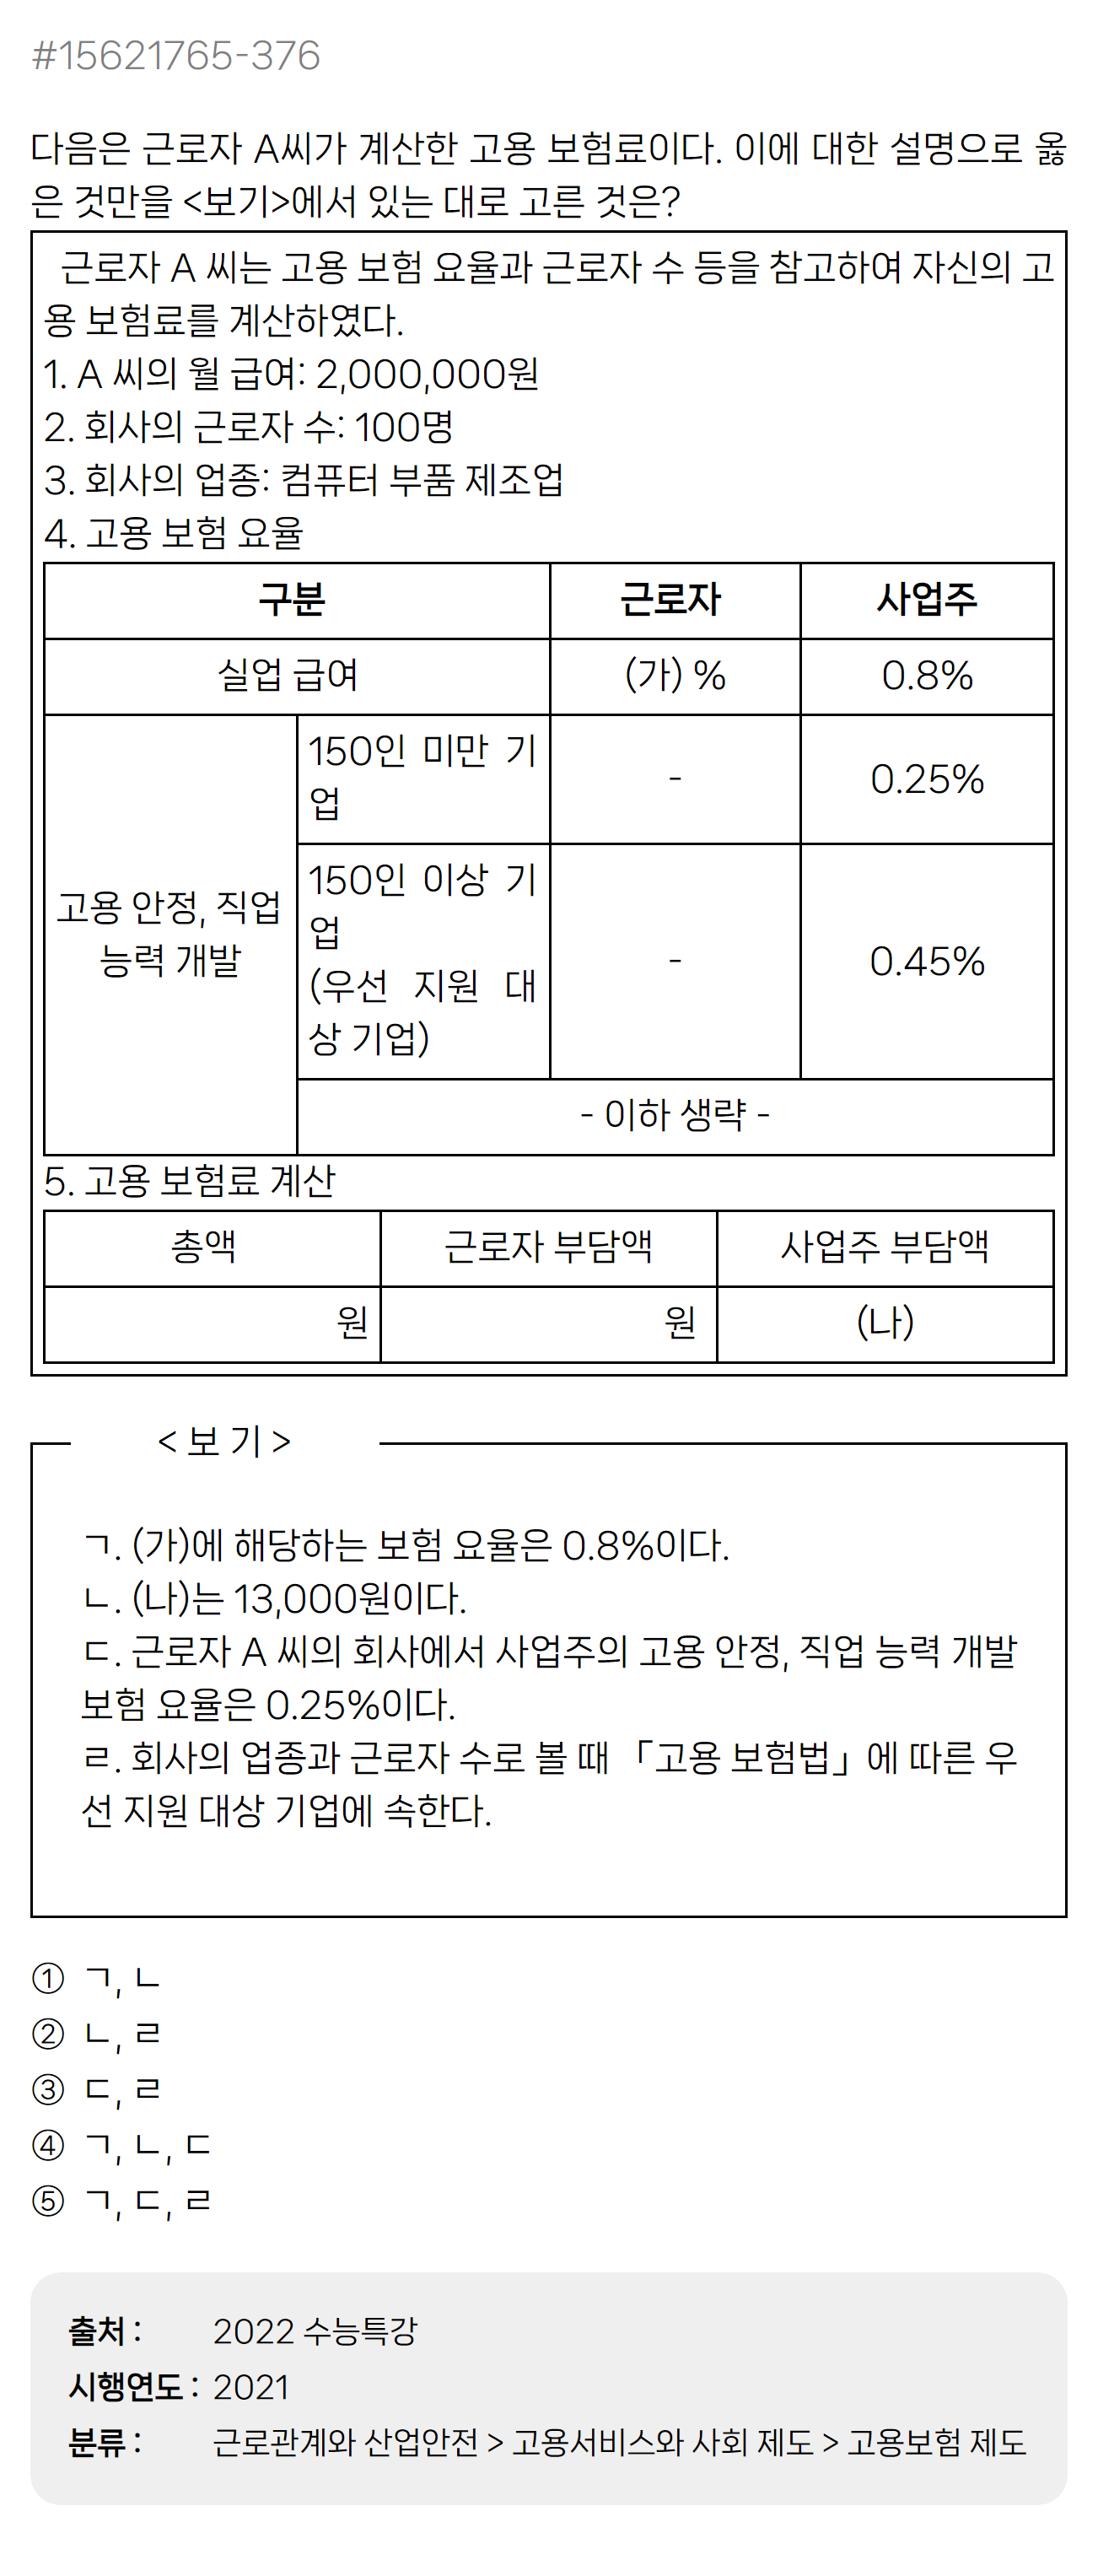 #15621765-376
다음은 근로자 A씨가 계산한 고용 보험료이다. 이에 대한 설명으로 옳
은 것만을 <보기>에서 있는 대로 고른 것은?
근로자 A 씨는 고용 보험 요율과 근로자 수 등을 참고하여 자신의 고
용 보험료를 계산하였다.
1. A 씨의 월 급여: 2,000,000원
2. 회사의 근로자 수: 100명
3. 회사의 업종: 컴퓨터 부품 제조업
4. 고용 보험 요율
구분 근로자 사업주
실업 급여 (가) % 0.8%
고용 안정, 직업
능력 개발
150인 미만 기
업
- 0.25%
150인 이상 기
업
(우선 지원 대
상 기업)
- 0.45%
- 이하 생략 -
5. 고용 보험료 계산
총액 근로자 부담액 사업주 부담액
원 원 (나)
< 보 기 >
ㄱ. (가)에 해당하는 보험 요율은 0.8%이다.
ㄴ. (나)는 13,000원이다.
ㄷ. 근로자 A 씨의 회사에서 사업주의 고용 안정, 직업 능력 개발
보험 요율은 0.25%이다.
ㄹ. 회사의 업종과 근로자 수로 볼 때 「고용 보험법」에 따른 우
선 지원 대상 기업에 속한다.
① ㄱ, ㄴ
② ㄴ, ㄹ
③ ㄷ, ㄹ
④ ㄱ, ㄴ, ㄷ
⑤ ㄱ, ㄷ, ㄹ
출처 : 2022 수능특강
시행연도 : 2021
분류 : 근로관계와 산업안전 > 고용서비스와 사회 제도 > 고용보험 제도